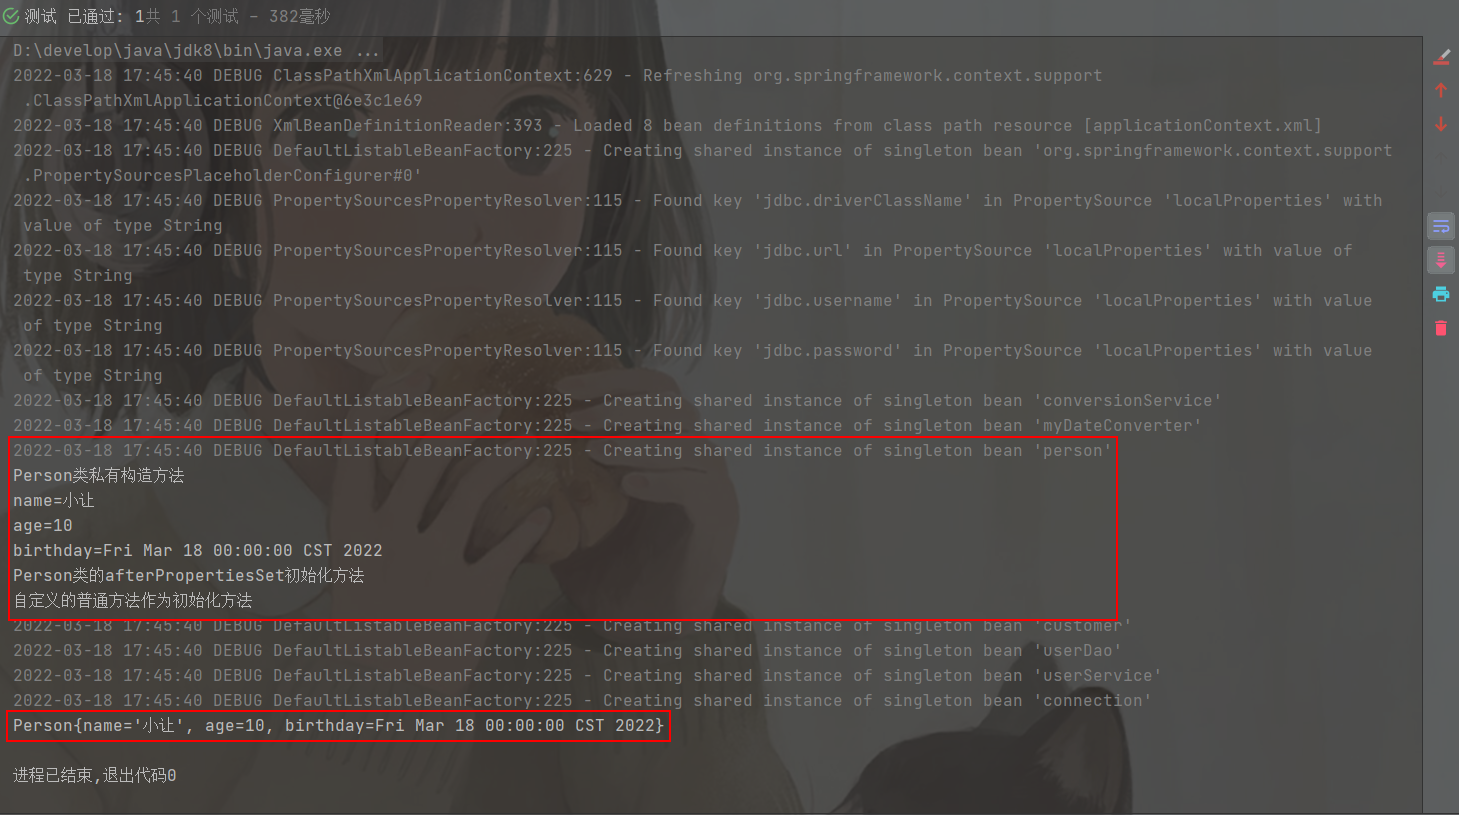 测试 已通过: 1共 1 个测试 – 382毫秒
D:\develop\java\jdk8\bin\java.exe ...
2022-03-18 17:45:40 DEBUG ClassPathXmlApplicationContext:629 - Refreshing org.springframework.context.support
.ClassPathXmlApplicationContext@6e3c1e69
2022-03-18 17:45:40 DEBUG XmlBeanDefinitionReader:393 - Loaded 8 bean definitions from class path resource [applicationContext.xml]
2022-03-18 17:45:40 DEBUG DefaultListableBeanFactory:225 - Creating shared instance of singleton bean 'org.springframework.context.support
.PropertySourcesPlaceholderConfigurer#0'
2022-03-18 17:45:40 DEBUG PropertySourcesPropertyResolver:115 - Found key 'jdbc.driverClassName' in PropertySource 'localProperties' with
value of type String
2022-03-18 17:45:40 DEBUG PropertySourcesPropertyResolver:115 - Found key 'jdbc.url' in PropertySource 'localProperties' with value of
type String
2022-03-18 17:45:40 DEBUG PropertySourcesPropertyResolver:115 - Found key 'jdbc.username' in PropertySource 'localProperties' with value
of type String
2022-03-18 17:45:40 DEBUG PropertySourcesPropertyResolver:115 - Found key 'jdbc.password' in PropertySource 'localProperties' with value
of type String
2022-03-18 17:45:40 DEBUG DefaultListableBeanFactory:225 - Creating shared instance of singleton bean 'conversionService'
2022-03-18 17:45:40 DEBUG DefaultListableBeanFactory:225 - Creating shared instance of singleton bean 'myDateConverter'
2022-03-18 17:45:40 DEBUG DefaultListableBeanFactory:225 - Creating shared instance of singleton bean 'person'
Person类私有构造方法
name=小让
age=10
birthday=Fri Mar 18 00:00:00 CST 2022
Person类的afterPropertiesSet初始化方法
自定义的普通方法作为初始化方法
2022-03-18 17:45:40 DEBUG DefaultListableBeanFactory:225 - Creating shared instance of singleton bean 'customer'
2022-03-18 17:45:40 DEBUG DefaultListableBeanFactory:225 - Creating shared instance of singleton bean 'userDao'
2022-03-18 17:45:40 DEBUG DefaultListableBeanFactory:225 - Creating shared instance of singleton bean 'userService'
2022-03-18 17:45:40 DEBUG DefaultListableBeanFactory:225 - Creating shared instance of singleton bean 'connection'
Person{name='小让', age=10, birthday=Fri Mar 18 00:00:00 CST 2022}
进程已结束,退出代码0